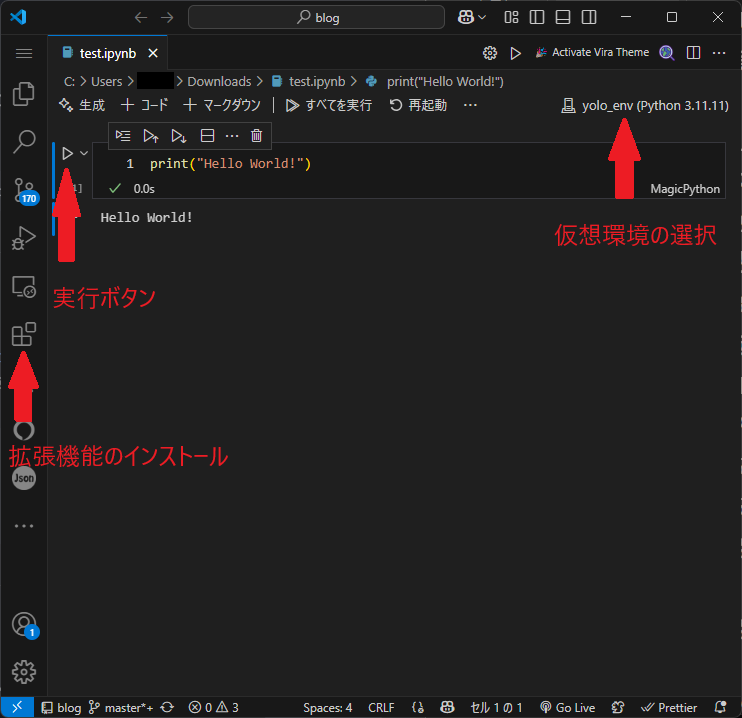 blog
test.ipynb
Activate Vira Theme
C: > Users > > Downloads > test.ipynb > print("Hello World!")
生成 + コード + マークダウン | すべてを実行 再起動 ...
yolo_env (Python 3.11.11)
1 print("Hello World!")
[1]
0.0s
MagicPython
Hello World!
170
仮想環境の選択
実行ボタン
拡張機能のインストール
Json
1
blog master*+ 0 3 Spaces: 4 CRLF セル 1 の 1 Go Live Prettier